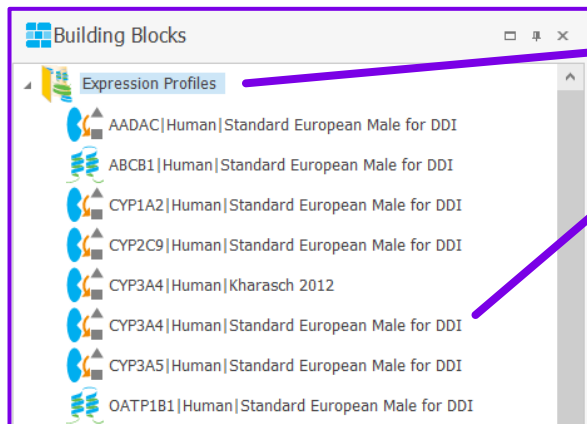 Building Blocks
Expression Profiles
AADAC|Human|Standard European Male for DDI
ABCB1|Human|Standard European Male for DDI
CYP1A2|Human|Standard European Male for DDI
CYP2C9|Human|Standard European Male for DDI
CYP3A4|Human|Kharasch 2012
CYP3A4|Human|Standard European Male for DDI
CYP3A5|Human|Standard European Male for DDI
OATP1B1|Human|Standard European Male for DDI